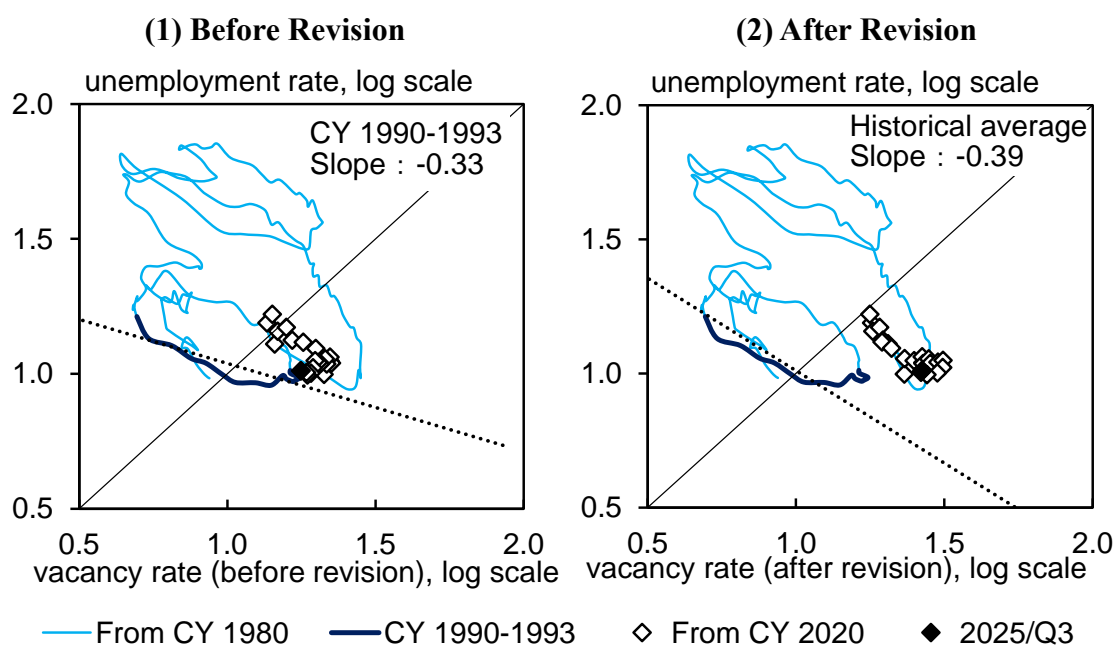 (1) Before Revision
unemployment rate, log scale
2.0
CY 1990-1993
Slope：-0.33
1.5
1.0
0.5
0.5 1.0 1.5 2.0
vacancy rate (before revision), log scale
(2) After Revision
unemployment rate, log scale
2.0
Historical average
Slope：-0.39
1.5
1.0
0.5
0.5 1.0 1.5 2.0
vacancy rate (after revision), log scale
From CY 1980 CY 1990-1993 From CY 2020 2025/Q3